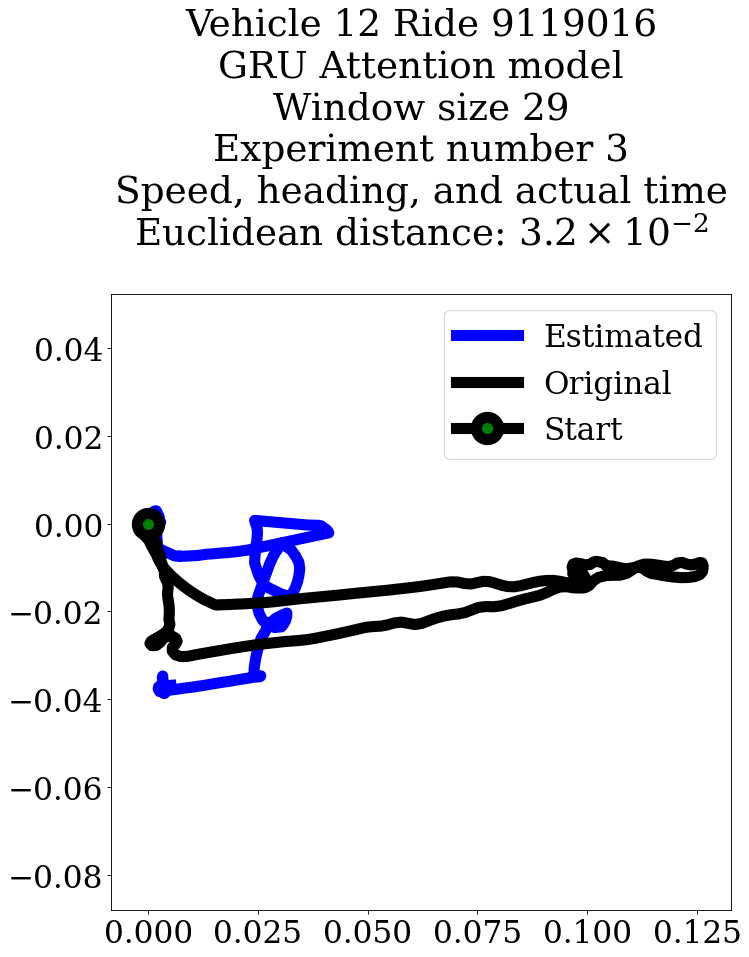 Vehicle 12 Ride 9119016
GRU Attention model
Window size 29
Experiment number 3
Speed, heading, and actual time
Euclidean distance: 3.2 × 10⁻²
Estimated
Original
Start
0.04
0.02
0.00
−0.02
−0.04
−0.06
−0.08
0.000 0.025 0.050 0.075 0.100 0.125